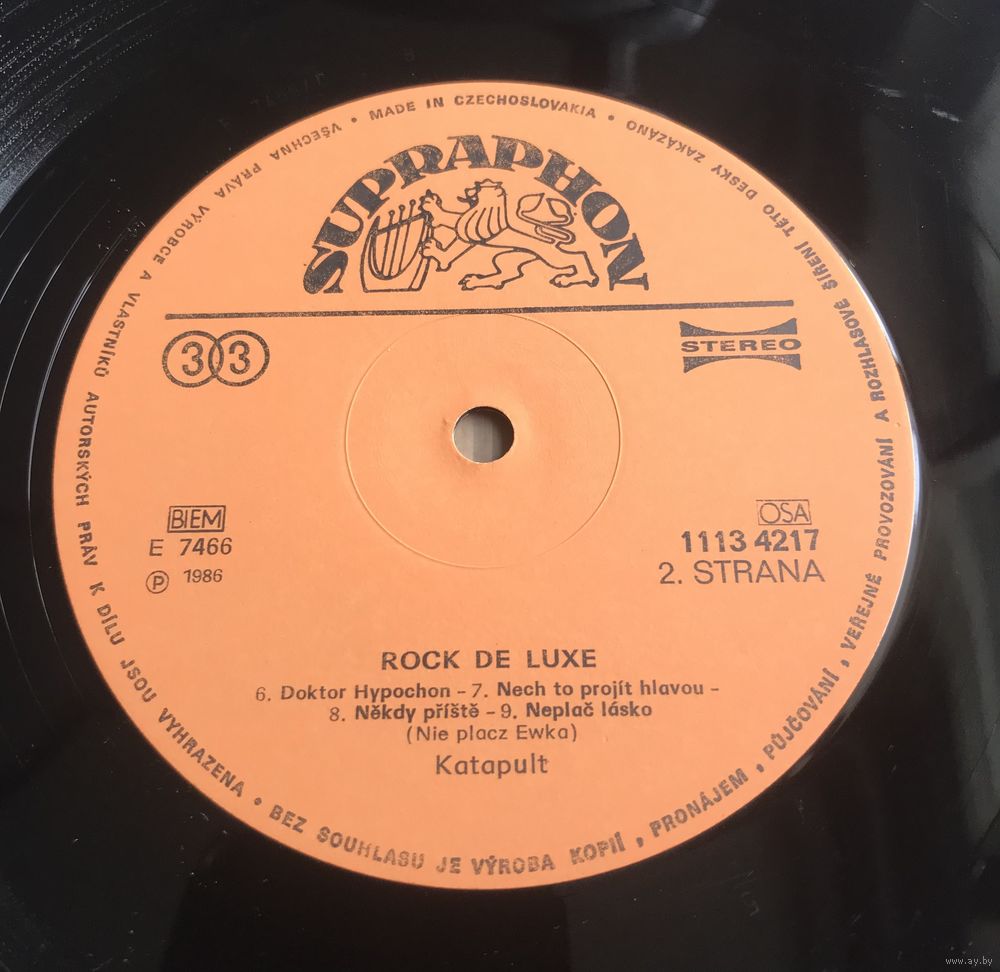 VŠECHNA PRÁVA VÝROBCE A VLASTNÍKŮ AUTORSKÝCH PRÁV K DÍLU JSOU VYHRAZENA • BEZ SOUHLASU JE VÝROBA KOPIÍ, PRONÁJEM, PŮJČOVÁNÍ, VEŘEJNÉ PROVOZOVÁNÍ A ROZHLASOVÉ ŠÍŘENÍ TÉTO DESKY ZAKÁZÁNO • MADE IN CZECHOSLOVAKIA •
SUPRAPHON
33
STEREO
BIEM
E 7466
Ⓟ 1986
OSA
1113 4217
2. STRANA
ROCK DE LUXE
6. Doktor Hypochon – 7. Nech to projít hlavou –
8. Někdy příště – 9. Neplač lásko
(Nie placz Ewka)
Katapult
www.ay.by